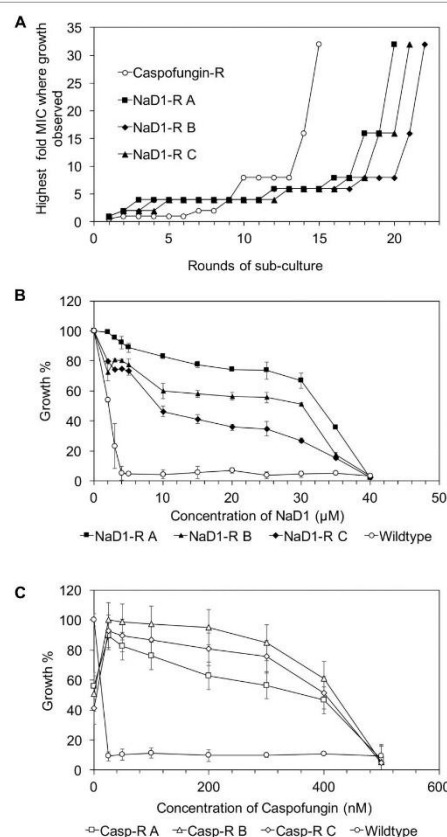 A
Highest fold MIC where growth
observed
35
30
25
20
15
10
5
0
Caspofungin-R
NaD1-R A
NaD1-R B
NaD1-R C
0 5 10 15 20
Rounds of sub-culture
B
Growth %
120
100
80
60
40
20
0
0 10 20 30 40 50
Concentration of NaD1 (µM)
NaD1-R A NaD1-R B NaD1-R C Wildtype
C
Growth %
120
100
80
60
40
20
0
0 200 400 600
Concentration of Caspofungin (nM)
Casp-R A Casp-R B Casp-R C Wildtype